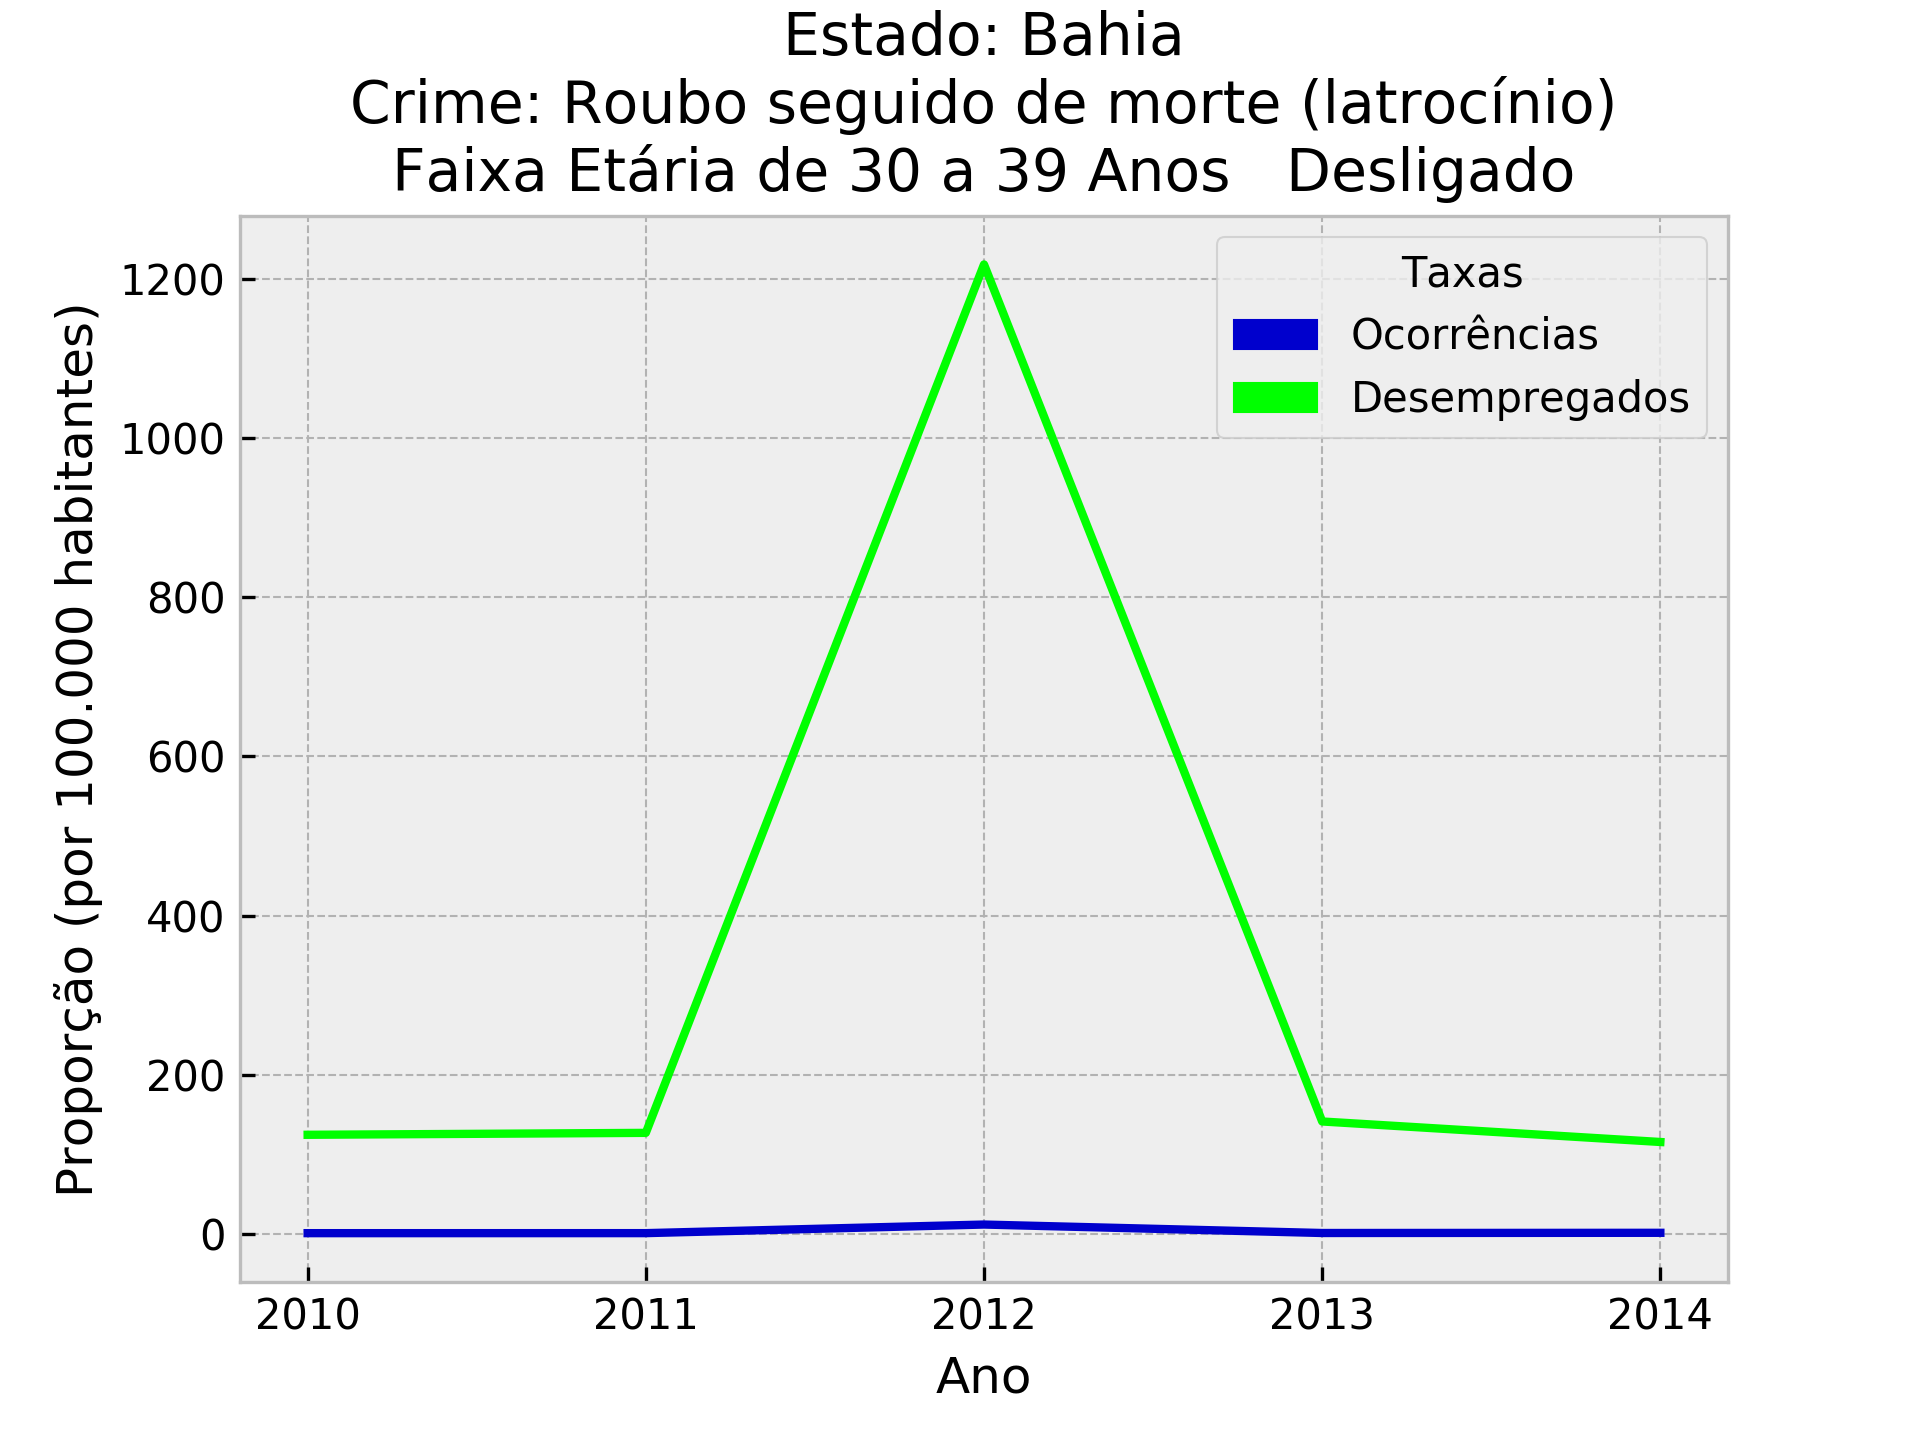 Estado: Bahia
Crime: Roubo seguido de morte (latrocínio)
Faixa Etária de 30 a 39 Anos   Desligado
Proporção (por 100.000 habitantes)
1200
1000
800
600
400
200
0
Taxas
Ocorrências
Desempregados
2010
2011
2012
2013
2014
Ano